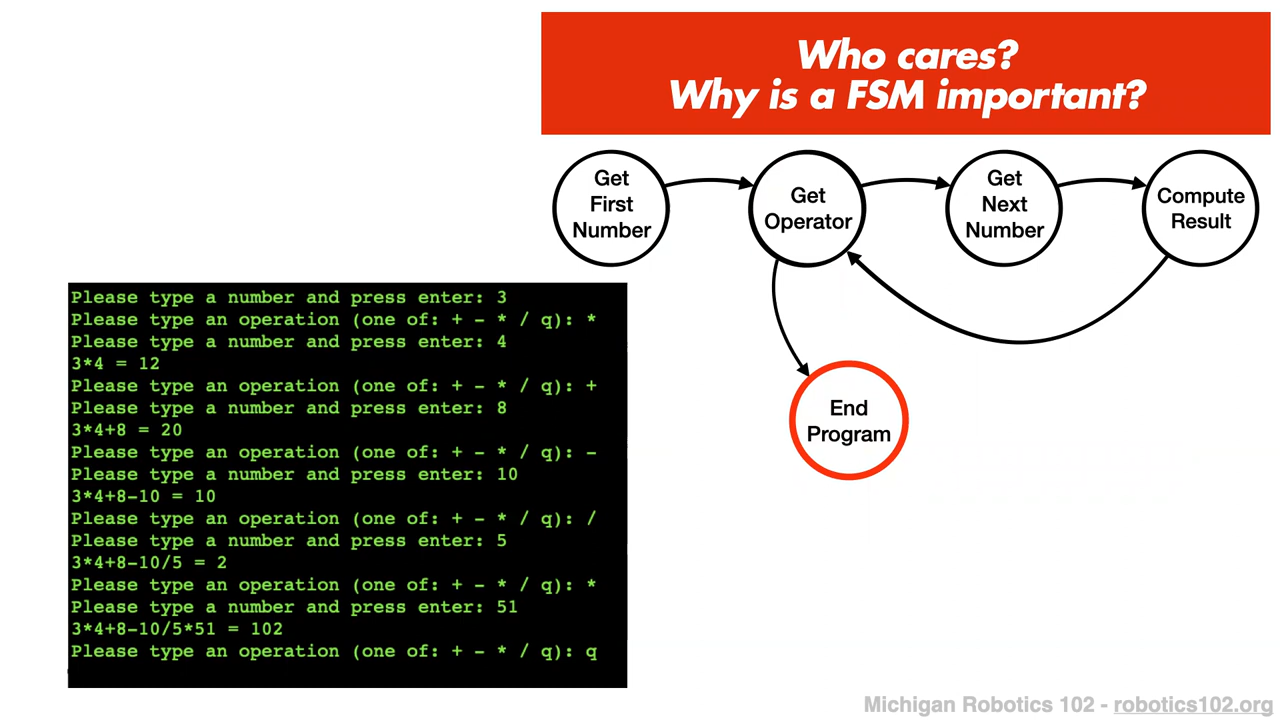 Who cares?
Why is a FSM important?
Get
First
Number
Get
Operator
Get
Next
Number
Compute
Result
End
Program
Please type a number and press enter: 3
Please type an operation (one of: + - * / q): *
Please type a number and press enter: 4
3*4 = 12
Please type an operation (one of: + - * / q): +
Please type a number and press enter: 8
3*4+8 = 20
Please type an operation (one of: + - * / q): -
Please type a number and press enter: 10
3*4+8-10 = 10
Please type an operation (one of: + - * / q): /
Please type a number and press enter: 5
3*4+8-10/5 = 2
Please type an operation (one of: + - * / q): *
Please type a number and press enter: 51
3*4+8-10/5*51 = 102
Please type an operation (one of: + - * / q): q
Michigan Robotics 102 - robotics102.org